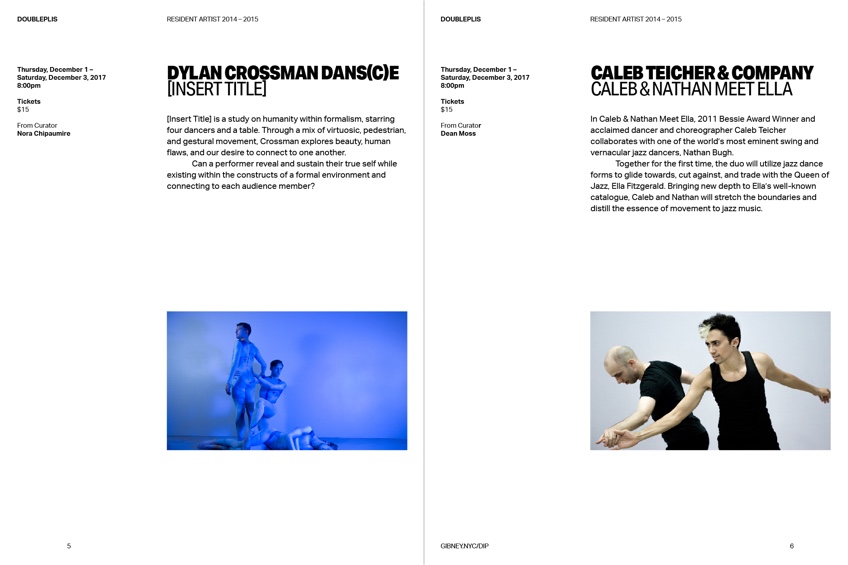 DOUBLEPLIS
RESIDENT ARTIST 2014 – 2015
Thursday, December 1 –
Saturday, December 3, 2017
8:00pm
Tickets
$15
From Curator
Nora Chipaumire
DYLAN CROSSMAN DANS(C)E
[INSERT TITLE]
[Insert Title] is a study on humanity within formalism, starring
four dancers and a table. Through a mix of virtuosic, pedestrian,
and gestural movement, Crossman explores beauty, human
flaws, and our desire to connect to one another.
Can a performer reveal and sustain their true self while
existing within the constructs of a formal environment and
connecting to each audience member?
5
DOUBLEPLIS
RESIDENT ARTIST 2014 – 2015
Thursday, December 1 –
Saturday, December 3, 2017
8:00pm
Tickets
$15
From Curator
Dean Moss
CALEB TEICHER & COMPANY
CALEB & NATHAN MEET ELLA
In Caleb & Nathan Meet Ella, 2011 Bessie Award Winner and
acclaimed dancer and choreographer Caleb Teicher
collaborates with one of the world's most eminent swing and
vernacular jazz dancers, Nathan Bugh.
Together for the first time, the duo will utilize jazz dance
forms to glide towards, cut against, and trade with the Queen of
Jazz, Ella Fitzgerald. Bringing new depth to Ella's well-known
catalogue, Caleb and Nathan will stretch the boundaries and
distill the essence of movement to jazz music.
GIBNEY.NYC/DIP
6